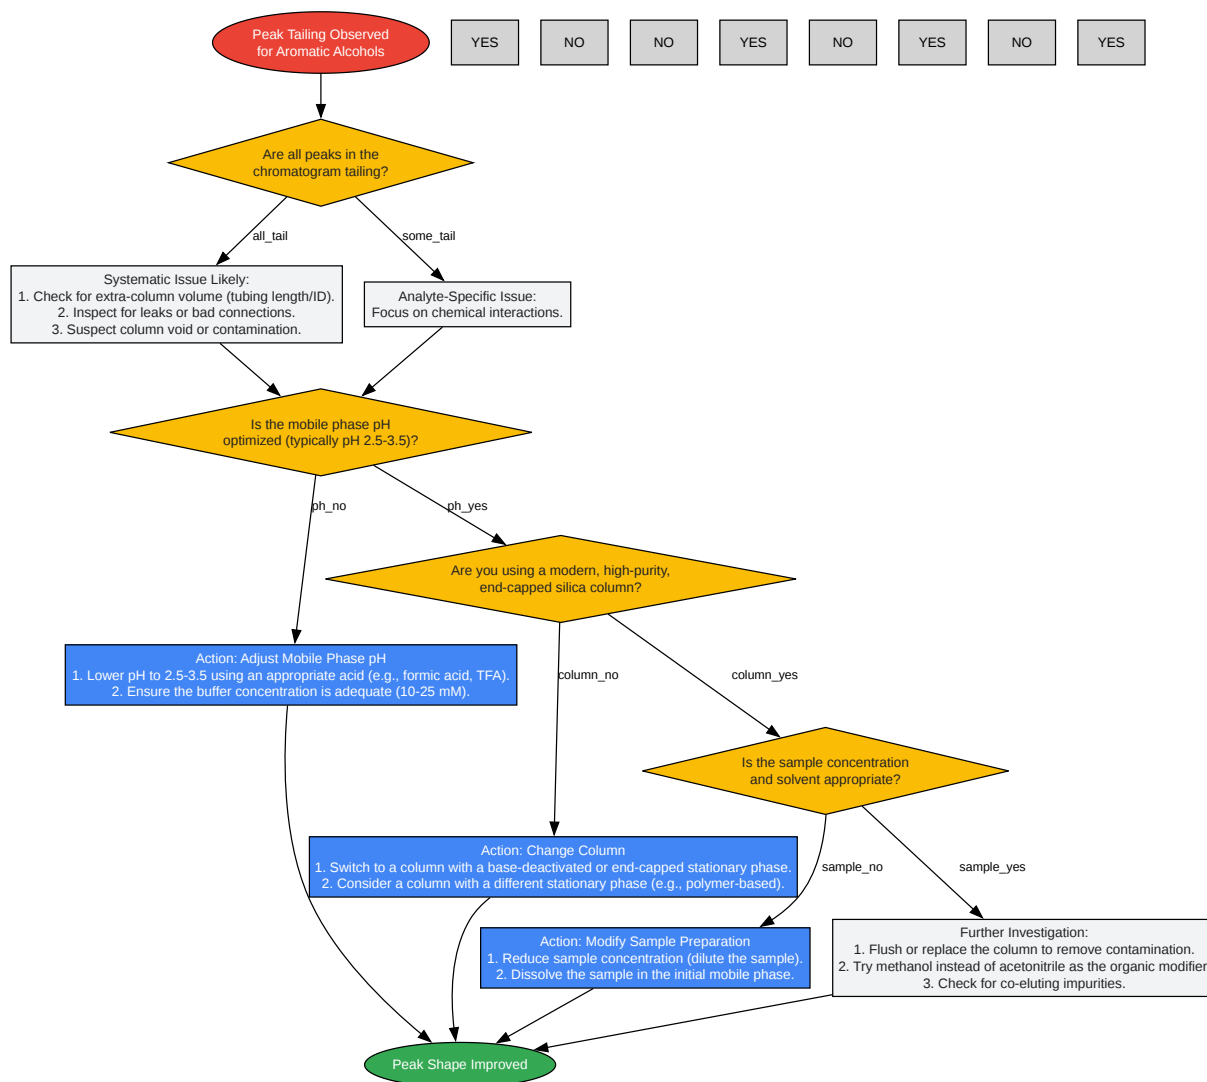 Peak Tailing Observed
for Aromatic Alcohols
YES
NO
NO
YES
NO
YES
NO
YES
Are all peaks in the
chromatogram tailing?
all_tail
some_tail
Systematic Issue Likely:
1. Check for extra-column volume (tubing length/ID).
2. Inspect for leaks or bad connections.
3. Suspect column void or contamination.
Analyte-Specific Issue:
Focus on chemical interactions.
Is the mobile phase pH
optimized (typically pH 2.5-3.5)?
ph_no
ph_yes
Are you using a modern, high-purity,
end-capped silica column?
Action: Adjust Mobile Phase pH
1. Lower pH to 2.5-3.5 using an appropriate acid (e.g., formic acid, TFA).
2. Ensure the buffer concentration is adequate (10-25 mM).
column_no
column_yes
Is the sample concentration
and solvent appropriate?
Action: Change Column
1. Switch to a column with a base-deactivated or end-capped stationary phase.
2. Consider a column with a different stationary phase (e.g., polymer-based).
sample_no
sample_yes
Action: Modify Sample Preparation
1. Reduce sample concentration (dilute the sample).
2. Dissolve the sample in the initial mobile phase.
Further Investigation:
1. Flush or replace the column to remove contamination.
2. Try methanol instead of acetonitrile as the organic modifier
3. Check for co-eluting impurities.
Peak Shape Improved